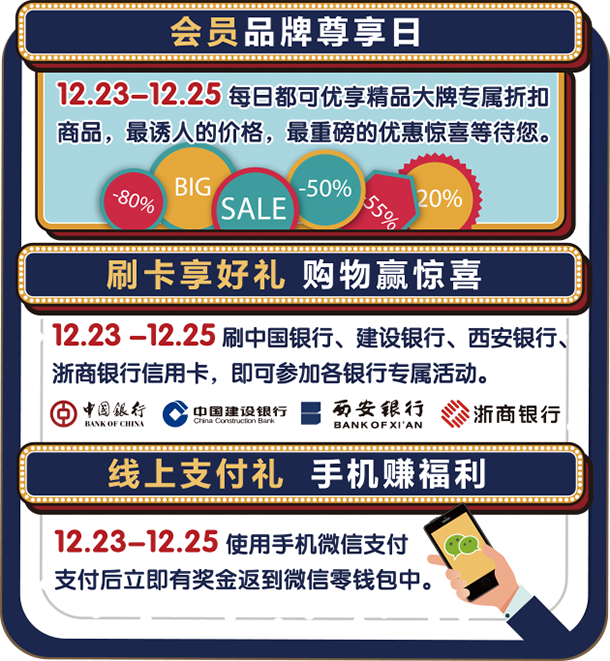 会员品牌尊享日
12.23–12.25 每日都可优享精品大牌专属折扣
商品，最诱人的价格，最重磅的优惠惊喜等待您。
-80%
BIG
SALE
-50%
55%
20%
刷卡享好礼 购物赢惊喜
12.23 –12.25 刷中国银行、建设银行、西安银行、
浙商银行信用卡，即可参加各银行专属活动。
中国银行
BANK OF CHINA
中国建设银行
China Construction Bank
西安银行
BANK OF XI'AN
浙商银行
线上支付礼 手机赚福利
12.23–12.25 使用手机微信支付
支付后立即有奖金返到微信零钱包中。